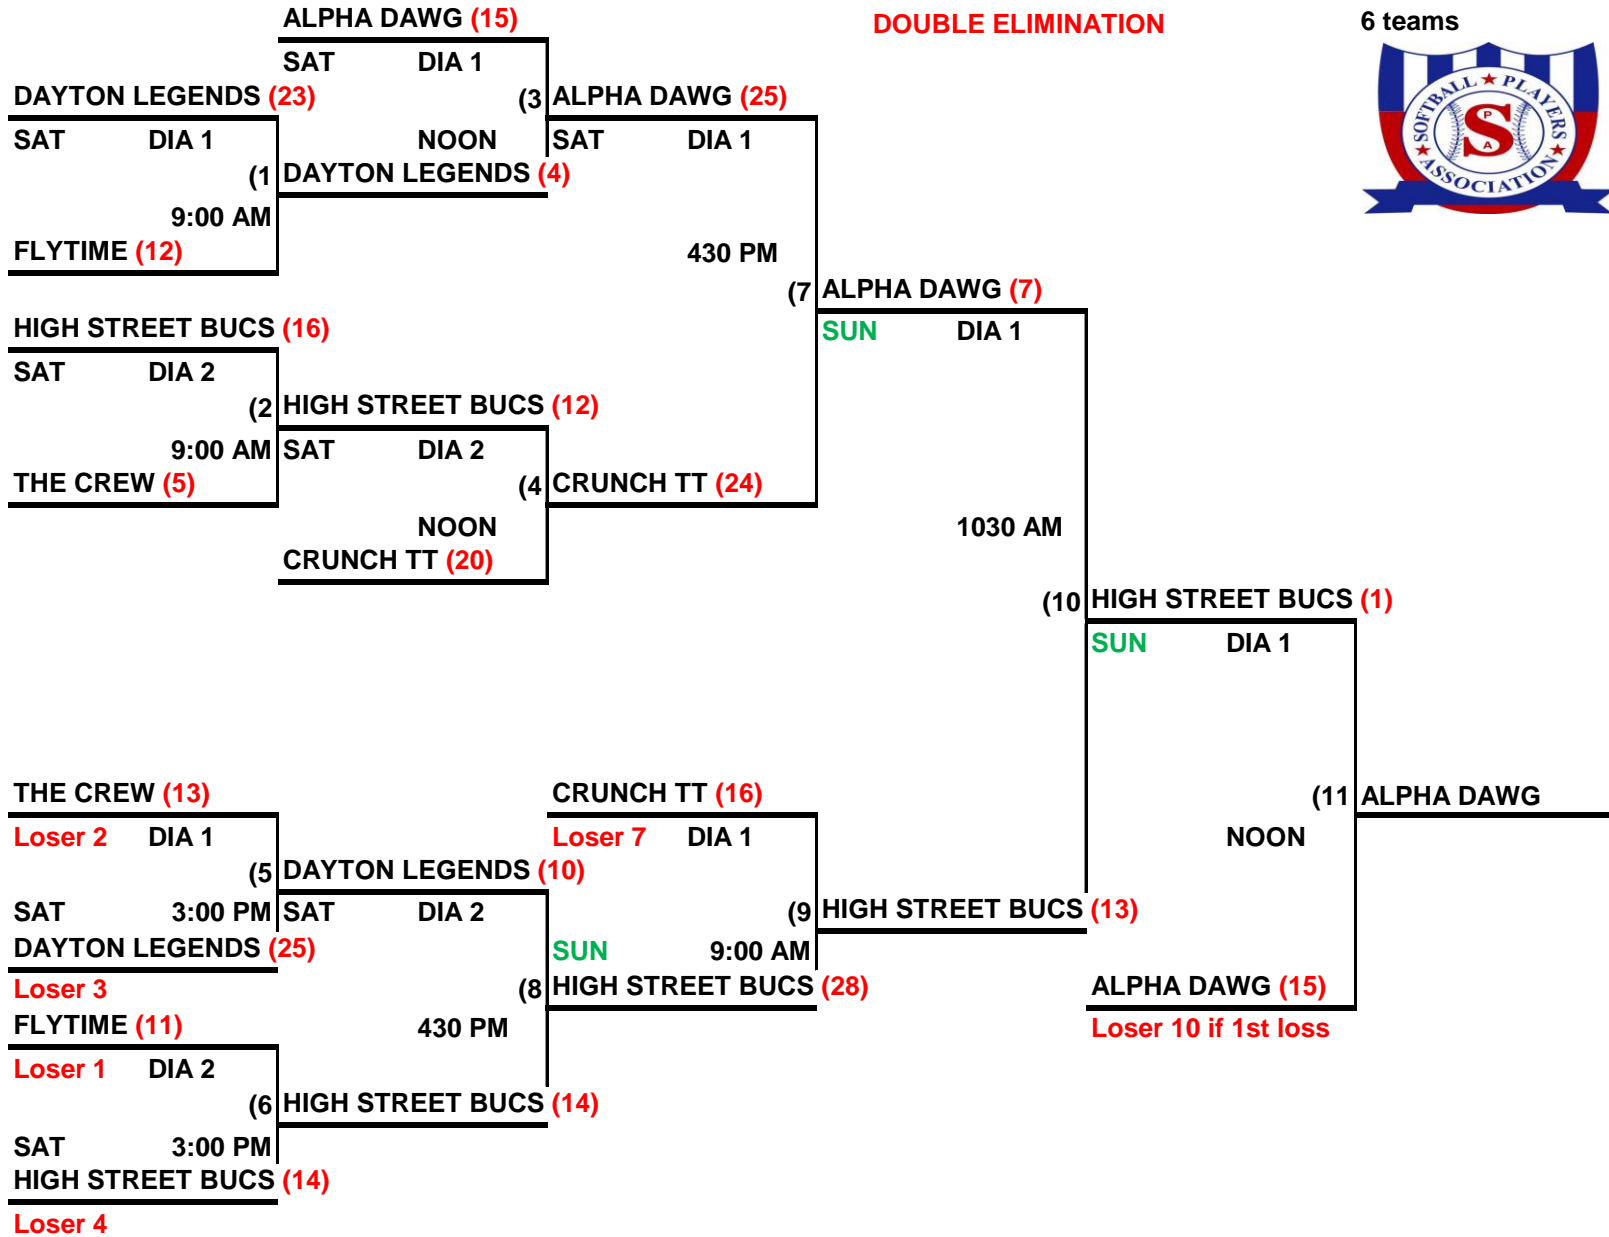 ALPHA DAWG (15)
DOUBLE ELIMINATION
6 teams
SOFTBALL ★ PLAYERS ★ ASSOCIATION ★
P
S
A
SAT DIA 1
DAYTON LEGENDS (23)
(3 ALPHA DAWG (25)
SAT DIA 1
NOON
SAT DIA 1
(1 DAYTON LEGENDS (4)
9:00 AM
FLYTIME (12)
430 PM
(7 ALPHA DAWG (7)
HIGH STREET BUCS (16)
SUN DIA 1
SAT DIA 2
(2 HIGH STREET BUCS (12)
9:00 AM
SAT DIA 2
THE CREW (5)
(4 CRUNCH TT (24)
NOON
1030 AM
CRUNCH TT (20)
(10 HIGH STREET BUCS (1)
SUN DIA 1
THE CREW (13)
CRUNCH TT (16)
(11 ALPHA DAWG
Loser 2 DIA 1
Loser 7 DIA 1
NOON
(5 DAYTON LEGENDS (10)
SAT 3:00 PM
SAT DIA 2
(9 HIGH STREET BUCS (13)
DAYTON LEGENDS (25)
SUN 9:00 AM
Loser 3
(8 HIGH STREET BUCS (28)
ALPHA DAWG (15)
FLYTIME (11)
430 PM
Loser 10 if 1st loss
Loser 1 DIA 2
(6 HIGH STREET BUCS (14)
SAT 3:00 PM
HIGH STREET BUCS (14)
Loser 4